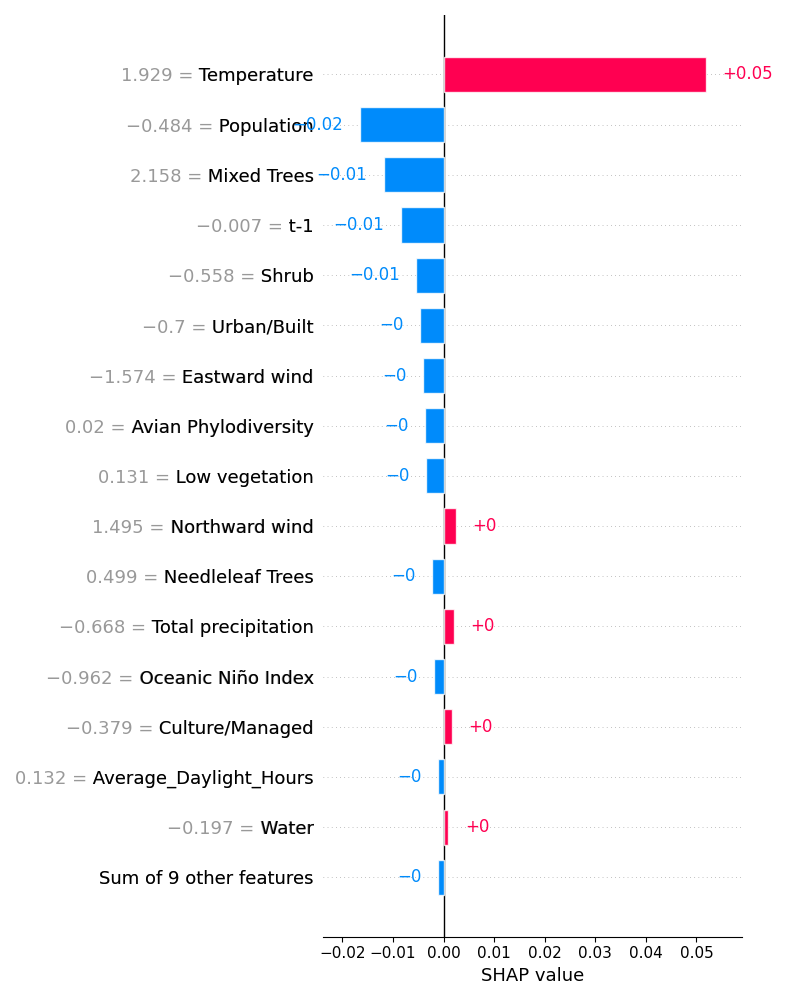 1.929 = Temperature +0.05
−0.484 = Population −0.02
2.158 = Mixed Trees −0.01
−0.007 = t-1 −0.01
−0.558 = Shrub −0.01
−0.7 = Urban/Built −0
−1.574 = Eastward wind −0
0.02 = Avian Phylodiversity −0
0.131 = Low vegetation −0
1.495 = Northward wind +0
0.499 = Needleleaf Trees −0
−0.668 = Total precipitation +0
−0.962 = Oceanic Niño Index −0
−0.379 = Culture/Managed +0
0.132 = Average_Daylight_Hours −0
−0.197 = Water +0
Sum of 9 other features −0
−0.02 −0.01 0.00 0.01 0.02 0.03 0.04 0.05
SHAP value